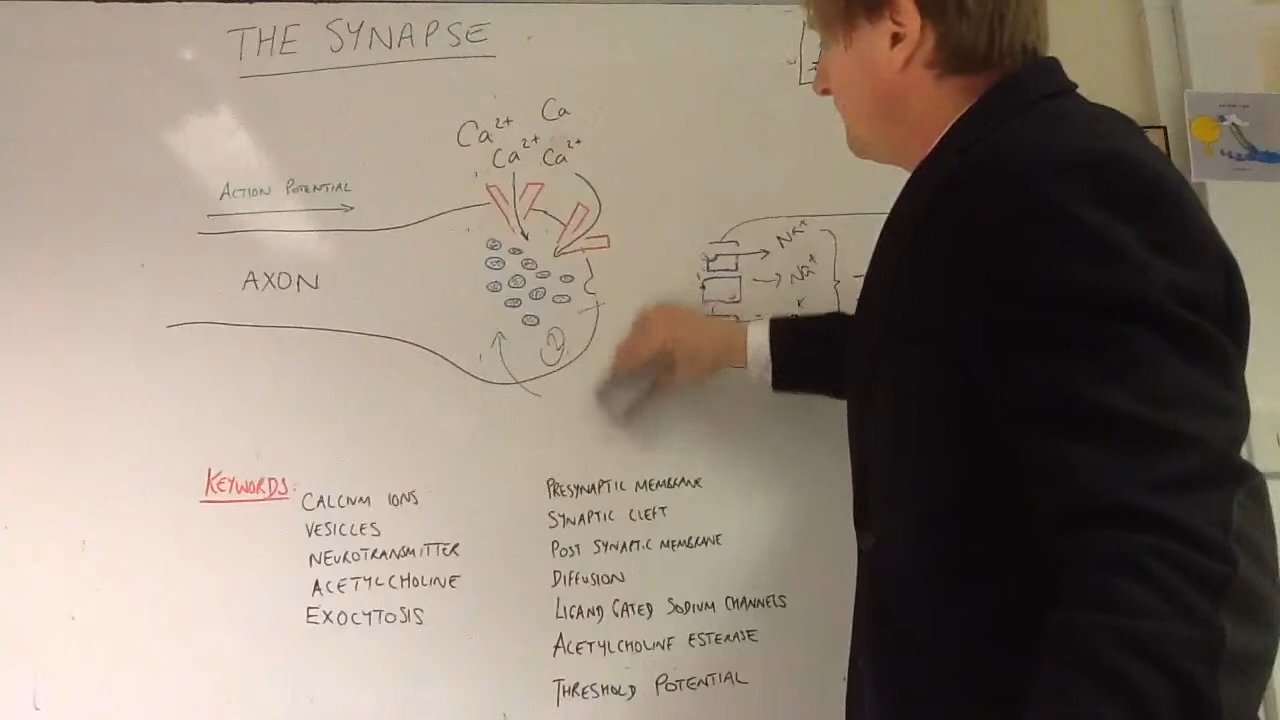 THE SYNAPSE
Ca²⁺ Ca
Ca²⁺ Ca²⁺
ACTION POTENTIAL
AXON
Na⁺
Na⁺
K
KEYWORDS:
CALCIUM IONS
VESICLES
NEUROTRANSMITTER
ACETYLCHOLINE
EXOCYTOSIS
PRESYNAPTIC MEMBRANE
SYNAPTIC CLEFT
POST SYNAPTIC MEMBRANE
DIFFUSION
LIGAND GATED SODIUM CHANNELS
ACETYLCHOLINE ESTERASE
THRESHOLD POTENTIAL